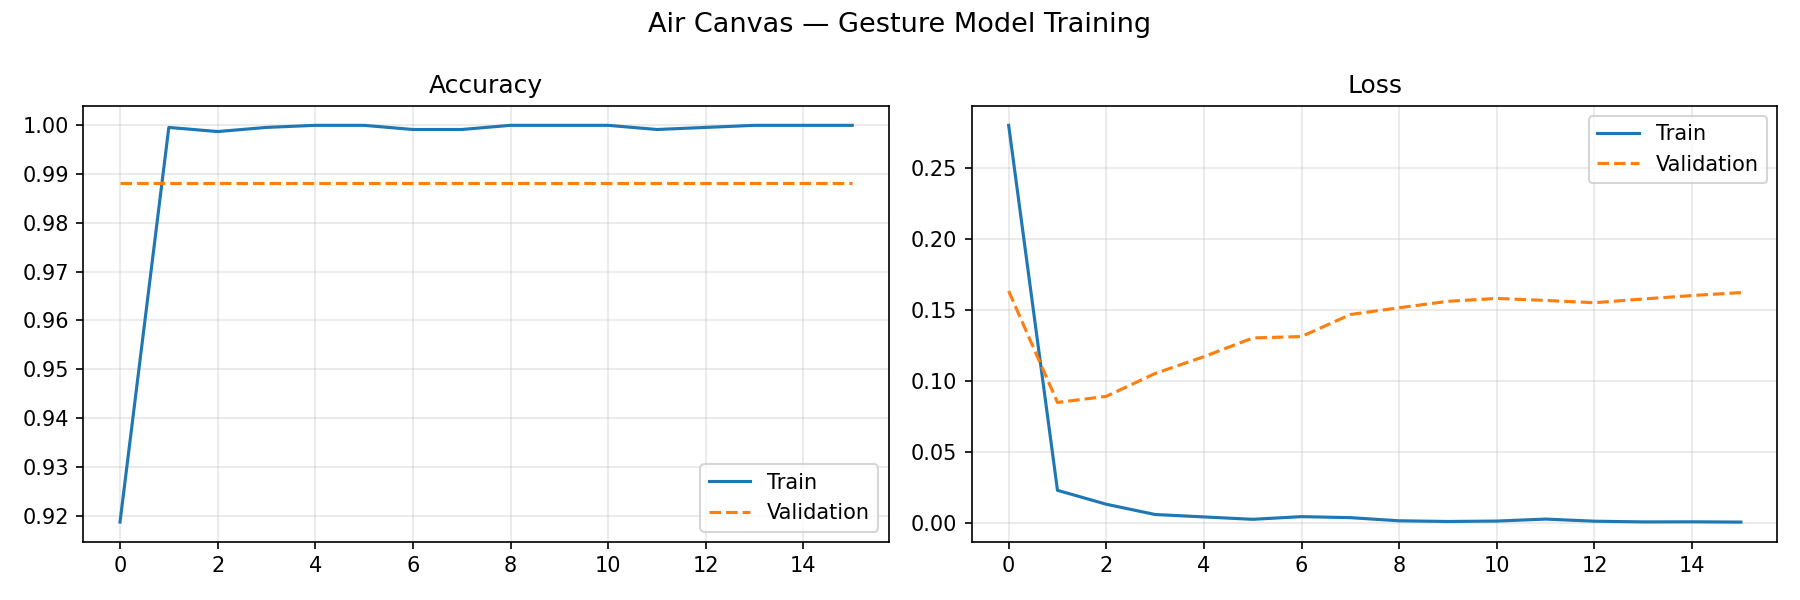 Air Canvas — Gesture Model Training
Accuracy
1.00
0.99
0.98
0.97
0.96
0.95
0.94
0.93
0.92
0 2 4 6 8 10 12 14
Train
Validation
Loss
0.25
0.20
0.15
0.10
0.05
0.00
0 2 4 6 8 10 12 14
Train
Validation